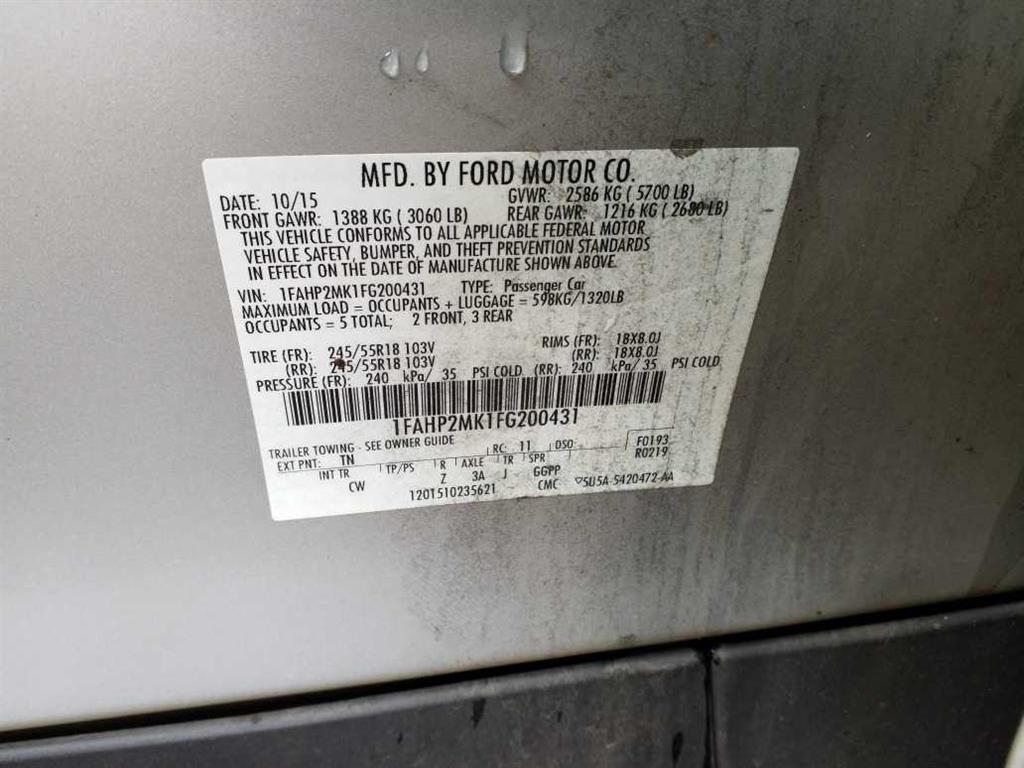 MFD. BY FORD MOTOR CO.
DATE: 10/15 GVWR: 2586 KG ( 5700 LB)
FRONT GAWR: 1388 KG ( 3060 LB) REAR GAWR: 1216 KG ( 2680 LB)
THIS VEHICLE CONFORMS TO ALL APPLICABLE FEDERAL MOTOR
VEHICLE SAFETY, BUMPER, AND THEFT PREVENTION STANDARDS
IN EFFECT ON THE DATE OF MANUFACTURE SHOWN ABOVE.
VIN: 1FAHP2MK1FG200431 TYPE: Passenger Car
MAXIMUM LOAD = OCCUPANTS + LUGGAGE = 598KG/1320LB
OCCUPANTS = 5 TOTAL; 2 FRONT, 3 REAR
TIRE (FR): 245/55R18 103V RIMS (FR): 18X8.0J
(RR): 245/55R18 103V (RR): 18X8.0J
PRESSURE (FR): 240 kPa/ 35 PSI COLD (RR): 240 kPa/ 35 PSI COLD
1FAHP2MK1FG200431
TRAILER TOWING - SEE OWNER GUIDE
EXT PNT: TN RC: 11 DSO: F0193
R0219
INT TR TP/PS R AXLE TR SPR
CW Z 3A J GGPP
120T510235621 CMC ▽5U5A-5420472-AA